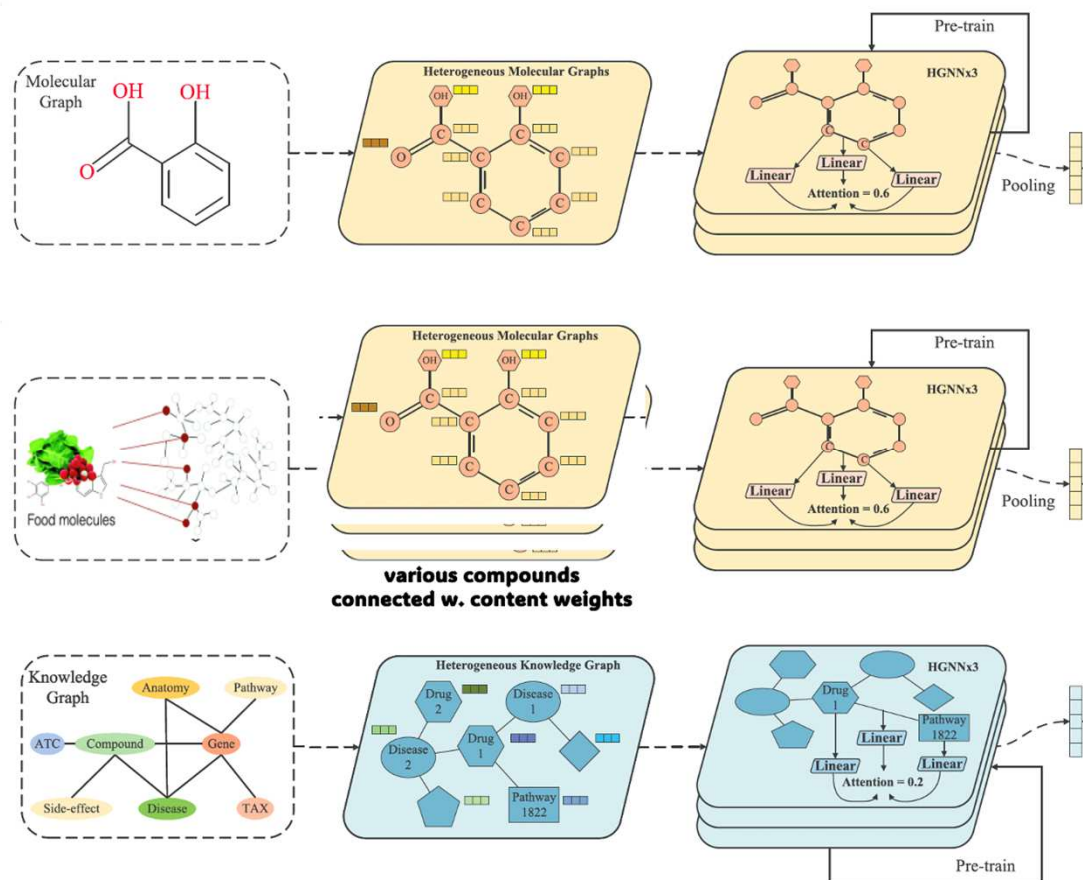 Molecular
Graph
OH
OH
O
Heterogeneous Molecular Graphs
OH
OH
C
C
O
C
C
C
C
C
HGNNx3
Pre-train
C
C
Linear
Linear
Linear
Attention = 0.6
Pooling
Food molecules
Heterogeneous Molecular Graphs
OH
OH
C
C
O
C
C
C
C
C
various compounds
connected w. content weights
HGNNx3
Pre-train
C
C
Linear
Linear
Linear
Attention = 0.6
Pooling
Knowledge
Graph
Anatomy
Pathway
ATC
Compound
Gene
Side-effect
Disease
TAX
Heterogeneous Knowledge Graph
Drug
2
Disease
1
Disease
2
Drug
1
Pathway
1822
HGNNx3
Drug
1
Pathway
1822
Linear
Linear
Linear
Attention = 0.2
Pre-train